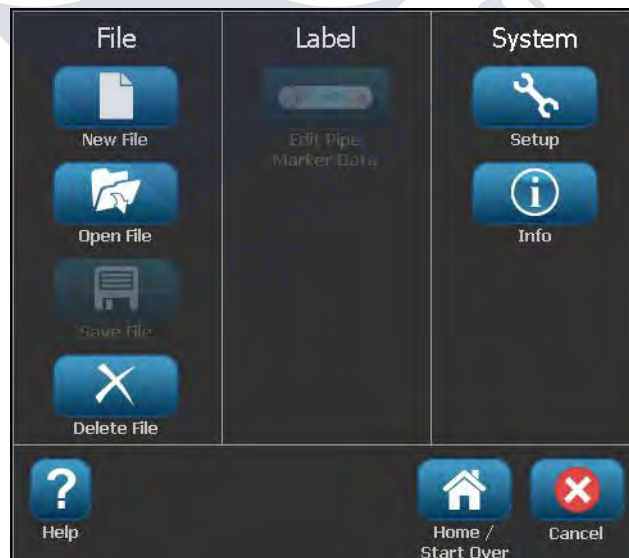 File
New File
Open File
Save File
Delete File
Label
Edit Pipe
Marker Data
System
Setup
Info
?
Help
Home /
Start Over
Cancel